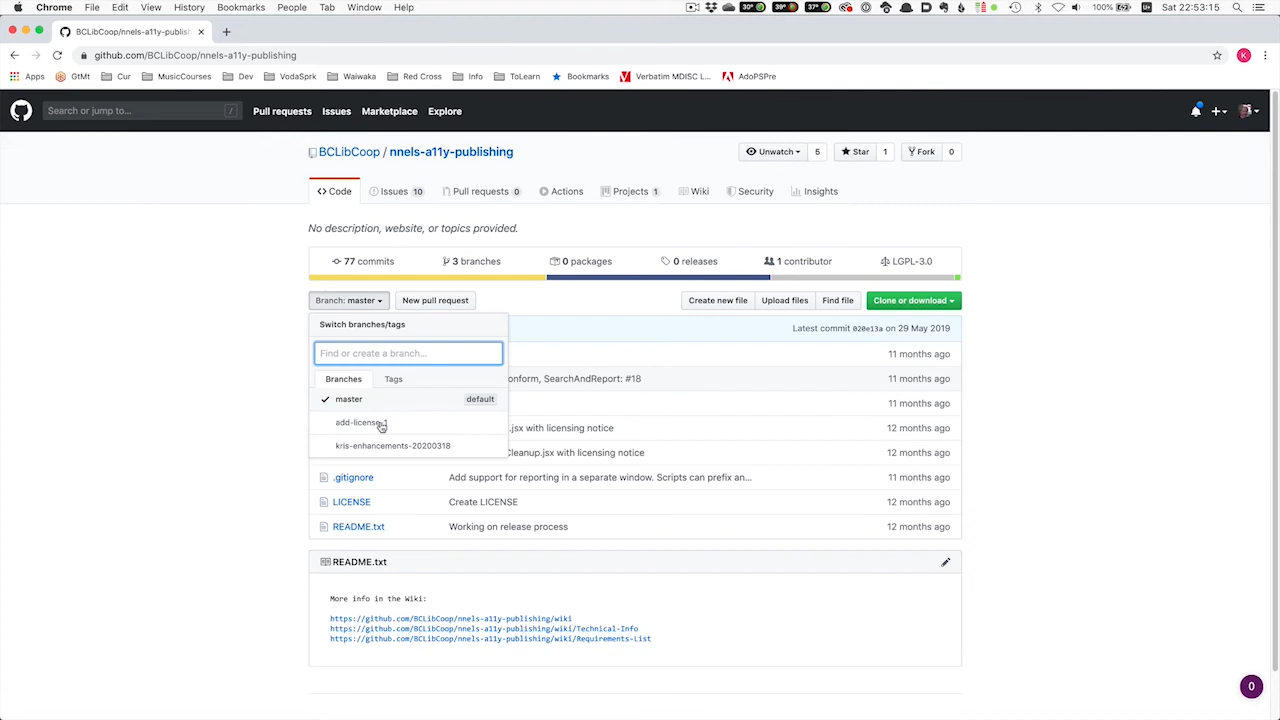 Chrome File Edit View History Bookmarks People Tab Window Help 30° 39° 37° 100% Sat 22:53:15
BCLibCoop/nnels-a11y-publish
github.com/BCLibCoop/nnels-a11y-publishing K
Apps GtMt Cur MusicCourses Dev VodaSprk Waiwaka Red Cross Info ToLearn Bookmarks Verbatim MDISC L... AdoPSPre
Search or jump to... / Pull requests Issues Marketplace Explore
BCLibCoop / nnels-a11y-publishing Unwatch 5 Star 1 Fork 0
Code Issues 10 Pull requests 0 Actions Projects 1 Wiki Security Insights
No description, website, or topics provided.
77 commits 3 branches 0 packages 0 releases 1 contributor LGPL-3.0
Branch: master New pull request Create new file Upload files Find file Clone or download
Switch branches/tags Latest commit 020e13a on 29 May 2019
Find or create a branch... 11 months ago
Branches Tags onform, SearchAndReport: #18 11 months ago
master default 11 months ago
add-license-1 .jsx with licensing notice 12 months ago
kris-enhancements-20200318 Cleanup.jsx with licensing notice 12 months ago
.gitignore Add support for reporting in a separate window. Scripts can prefix an... 11 months ago
LICENSE Create LICENSE 12 months ago
README.txt Working on release process 12 months ago
README.txt
More info in the Wiki:
https://github.com/BCLibCoop/nnels-a11y-publishing/wiki
https://github.com/BCLibCoop/nnels-a11y-publishing/wiki/Technical-Info
https://github.com/BCLibCoop/nnels-a11y-publishing/wiki/Requirements-List
0